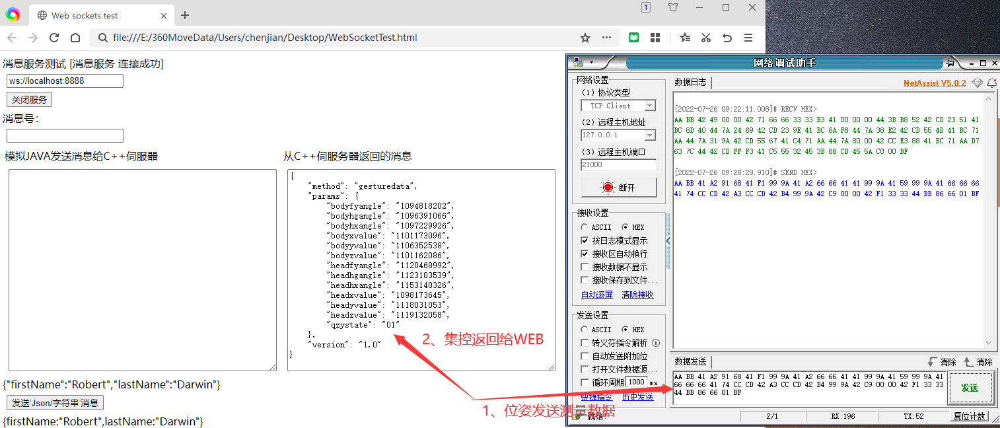 Web sockets test
1
file:///E:/360MoveData/Users/chenjian/Desktop/WebSocketTest.html
消息服务测试 [消息服务 连接成功]
ws://localhost:8888
关闭服务
消息号：
模拟JAVA发送消息给C++伺服器
从C++伺服务器返回的消息
{
"method": "gesturedata",
"params": {
"bodyfyangle": "1094818202",
"bodyhgangle": "1096391066",
"bodyhxangle": "1097229926",
"bodyxvalue": "1101173096",
"bodyyvalue": "1106352538",
"bodyzvalue": "1101162086",
"headfyangle": "1120468992",
"headhgangle": "1123103539",
"headhxangle": "1153140326",
"headxvalue": "1098173645",
"headyvalue": "1118031053",
"headzvalue": "1119132058",
"qzystate": "01"
},
"version": "1.0"
}
2、集控返回给WEB
1、位姿发送测量数据
{"firstName":"Robert","lastName":"Darwin"}
发送'Json/字符串'消息
{firstName:"Robert",lastName:"Darwin"}
网络调试助手
网络设置
（1）协议类型
TCP Client
（2）远程主机地址
127.0.0.1
（3）远程主机端口
21000
断开
接收设置
ASCII
HEX
按日志模式显示
接收区自动换行
接收数据不显示
接收保存到文件...
自动滚屏
清除接收
发送设置
ASCII
HEX
转义符指令解析
自动发送附加位
打开文件数据源...
循环周期
1000
ms
快捷指令
历史发送
数据日志
NetAssist V5.0.2
[2022-07-26 09:22:11.008]# RECV HEX>
AA BB 42 49 00 00 42 71 66 66 33 33 B3 41 00 00 00 44 3B B8 52 42 CD 23 51 41
BC 8D 40 44 7A 24 69 42 CD 23 9E 41 BC 8A F8 44 7A 38 E2 42 CD 55 4D 41 BC 71
AA 44 7A 31 9A 42 CD 55 67 41 C4 71 AA 44 7A 80 00 42 CC E3 88 41 BC 71 AA D7
63 7C 44 42 CD FF F3 41 C5 55 32 45 3B 88 CD 45 5A C0 00 BF
[2022-07-26 09:28:28.910]# SEND HEX>
AA BB 41 A2 91 68 41 F1 99 9A 41 A2 66 66 41 41 99 9A 41 59 99 9A 41 66 66 66
41 74 CC CD 42 A3 CC CD 42 B4 99 9A 42 C9 00 00 42 F1 33 33 44 BB 86 66 01 BF
数据发送
清除
清除
AA BB 41 A2 91 68 41 F1 99 9A 41 A2 66 66 41 41 99 9A 41 59 99 9A 41
66 66 66 41 74 CC CD 42 A3 CC CD 42 B4 99 9A 42 C9 00 00 42 F1 33 33
44 BB 86 66 01 BF
发送
就绪!
2/1
RX:196
TX:52
复位计数